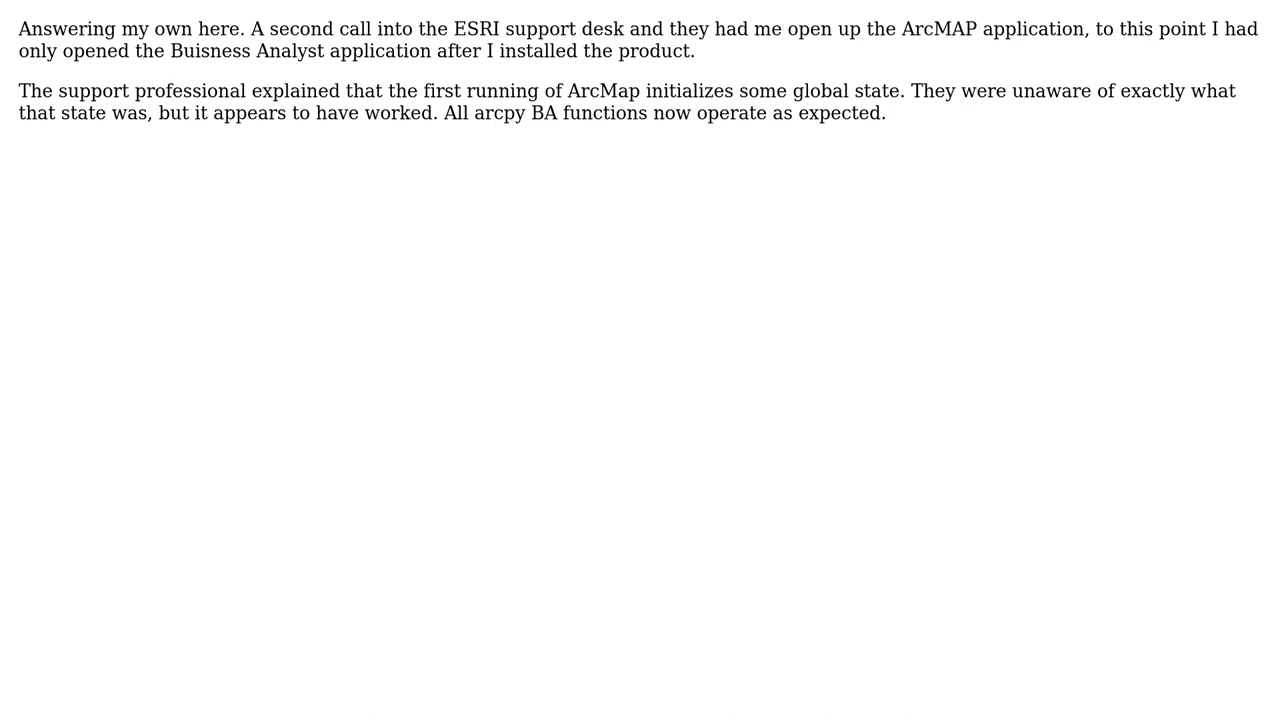 Answering my own here. A second call into the ESRI support desk and they had me open up the ArcMAP application, to this point I had
only opened the Buisness Analyst application after I installed the product.
The support professional explained that the first running of ArcMap initializes some global state. They were unaware of exactly what
that state was, but it appears to have worked. All arcpy BA functions now operate as expected.